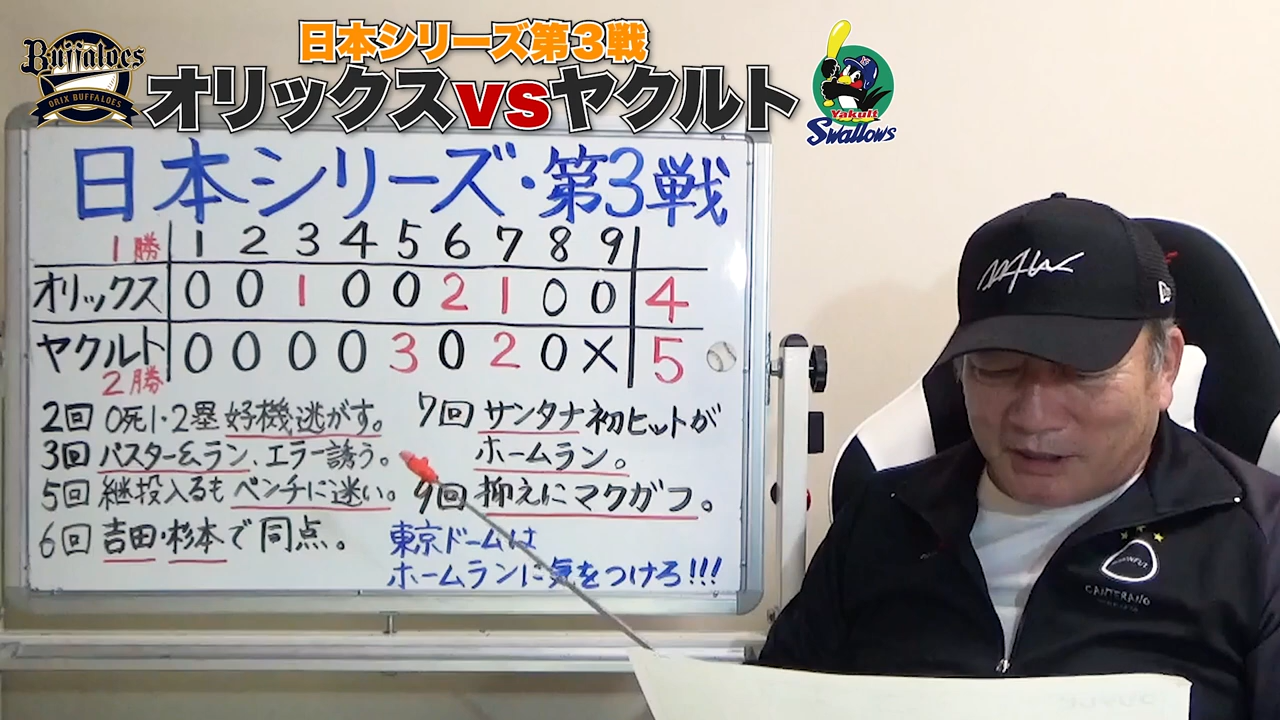 Buffaloes
ORIX BUFFALOES
日本シリーズ第3戦
オリックスvsヤクルト
Yakult
Swallows
日本シリーズ・第3戦
1勝 1 2 3 4 5 6 7 8 9
オリックス 0 0 1 0 0 2 1 0 0 4
ヤクルト 0 0 0 0 3 0 2 0 X 5
2勝
2回 0死1・2塁好機逃がす。
3回 バスター&ラン、エラー誘う。
5回 継投入るもベンチに迷い。
6回 吉田・杉本で同点。
7回 サンタナ初ヒットが
ホームラン。
9回 抑えにマクガフ。
東京ドームは
ホームランに気をつけろ!!!